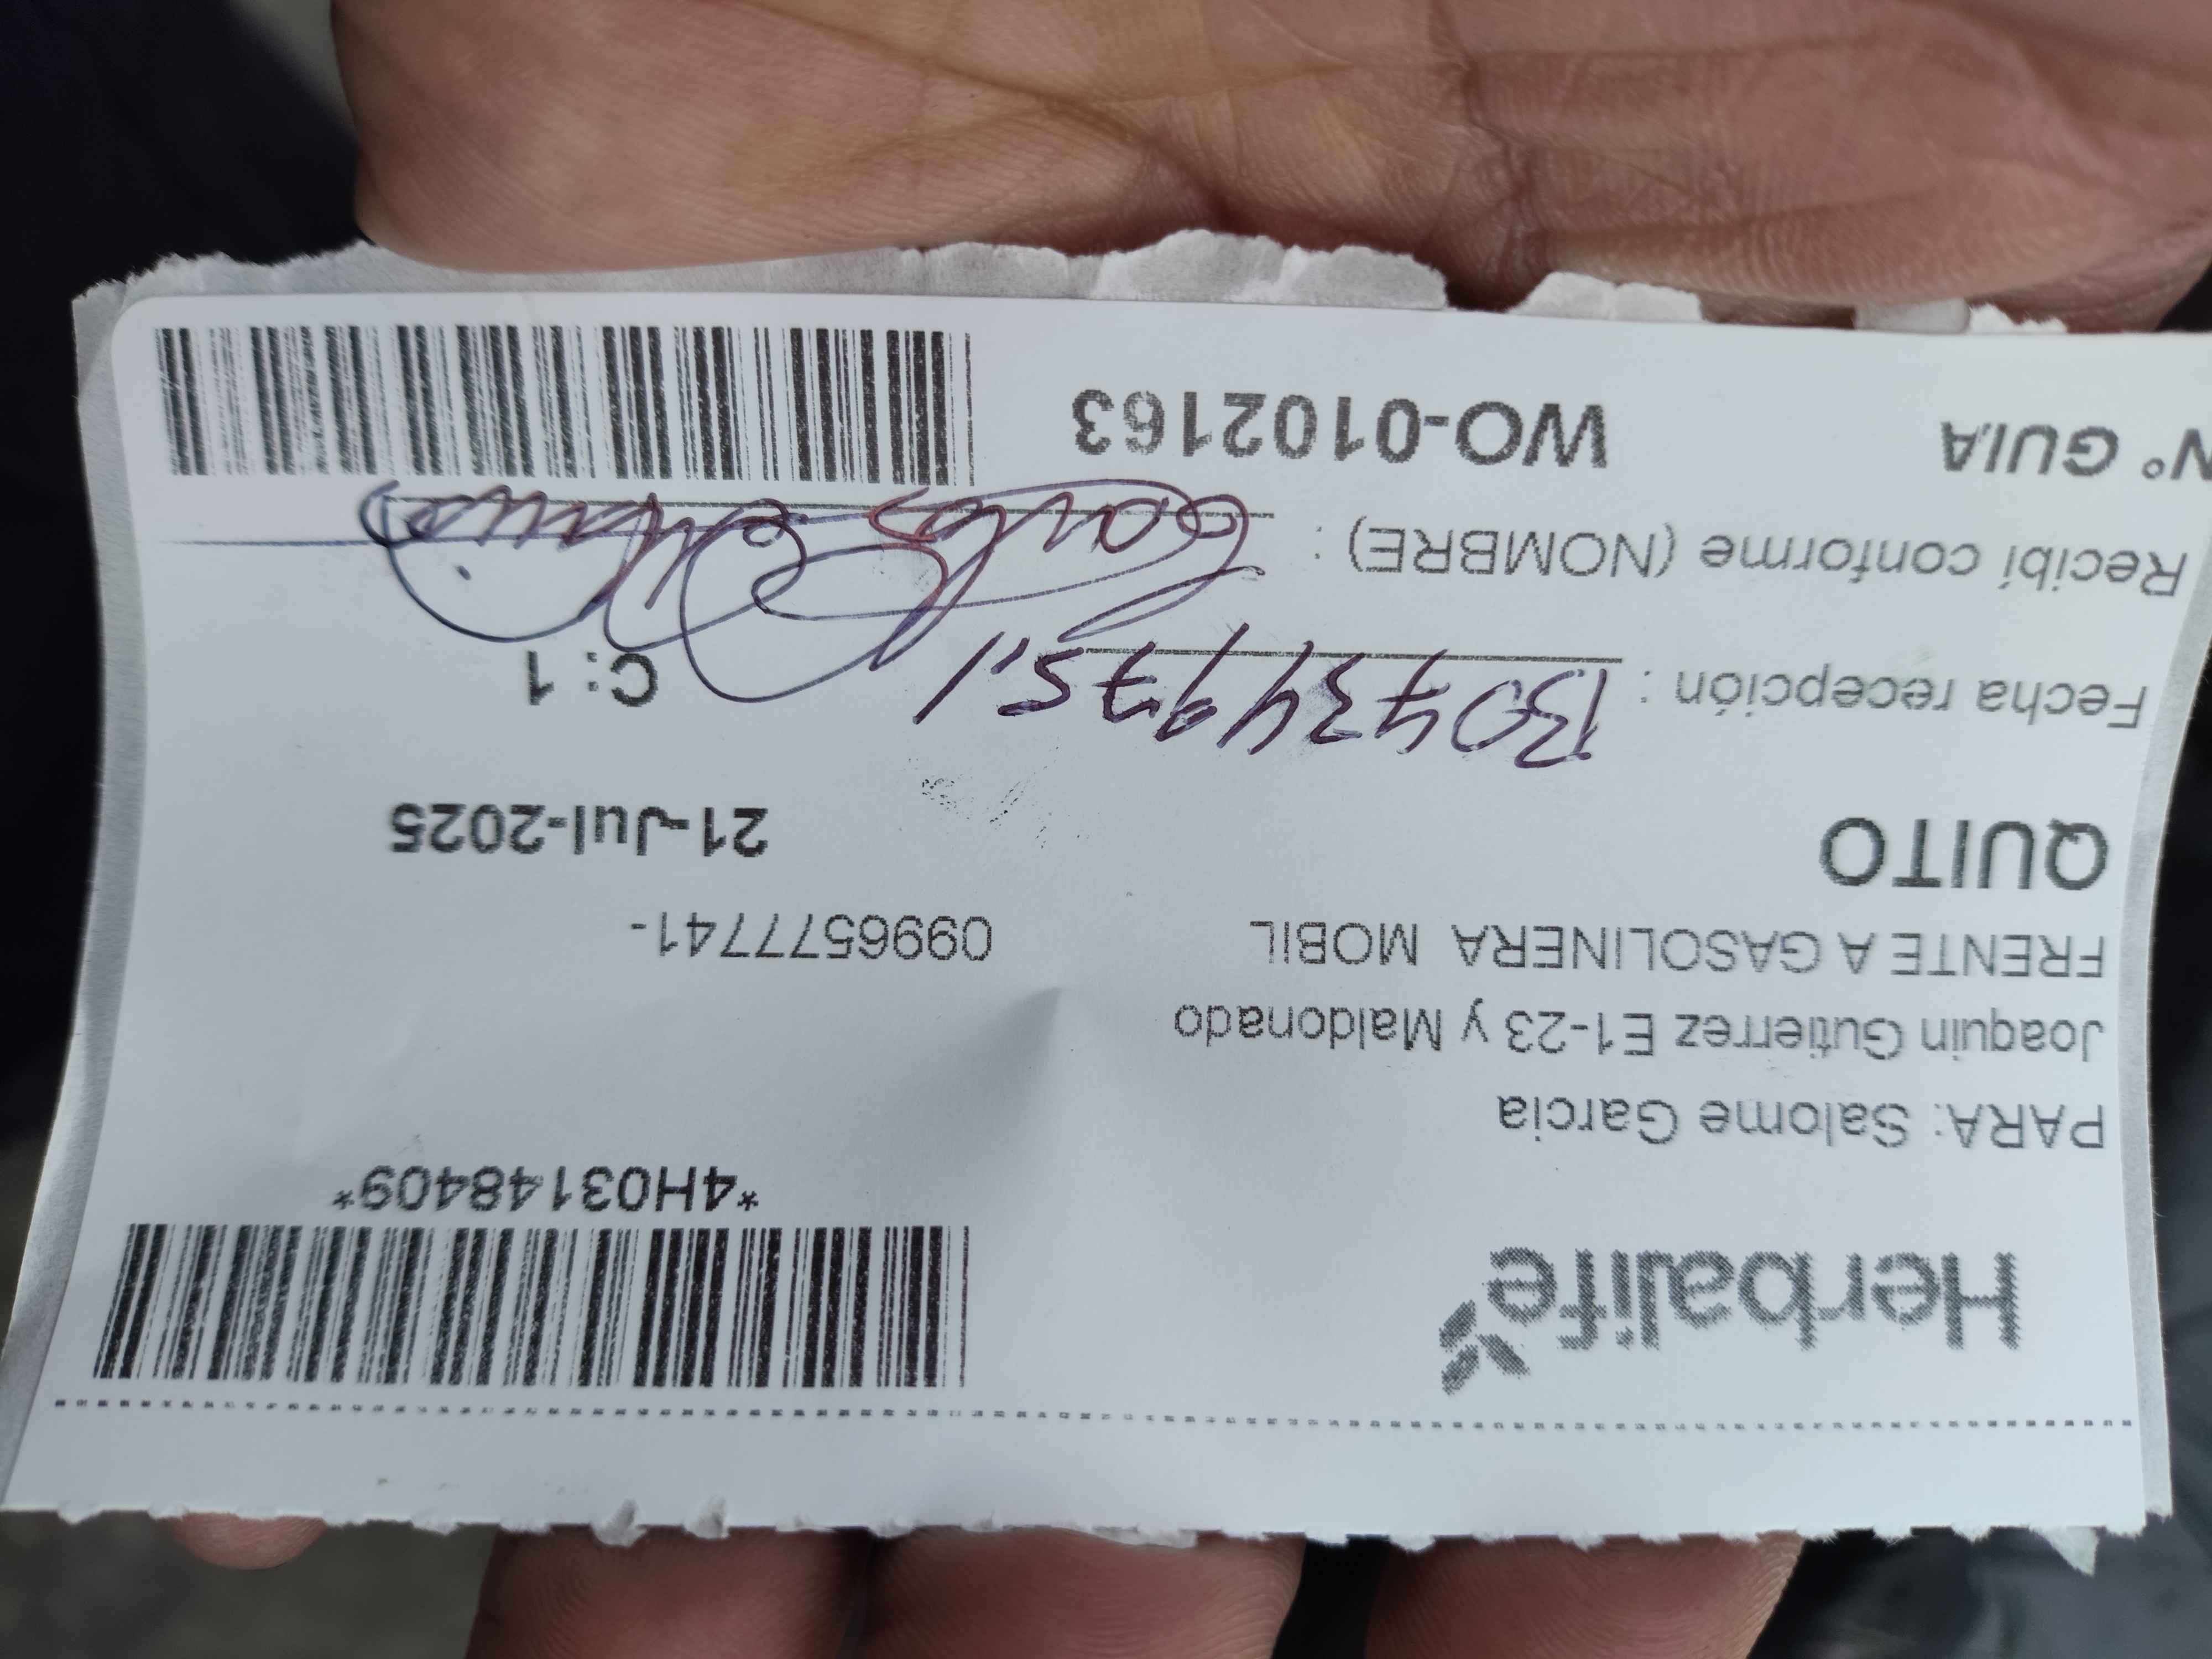 Herbalife
*4H03148409*
PARA: Salome Garcia
Joaquin Gutierrez E1-23 y Maldonado
FRENTE A GASOLINERA MOBIL 0996577741-
QUITO 21-Jul-2025
Fecha recepción : C: 1
Recibí conforme (NOMBRE) : Carlos
N° GUIA WO-0102163